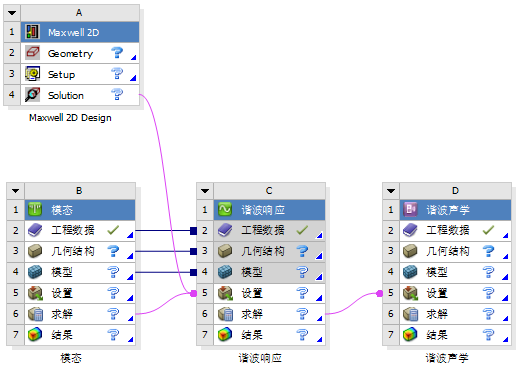 A
1 Maxwell 2D
2 Geometry ?
3 Setup ?
4 Solution ?
Maxwell 2D Design
B
1 模态
2 工程数据
3 几何结构 ?
4 模型 ?
5 设置 ?
6 求解 ?
7 结果 ?
模态
C
1 谐波响应
2 工程数据
3 几何结构 ?
4 模型 ?
5 设置 ?
6 求解 ?
7 结果 ?
谐波响应
D
1 谐波声学
2 工程数据
3 几何结构 ?
4 模型 ?
5 设置 ?
6 求解 ?
7 结果 ?
谐波声学